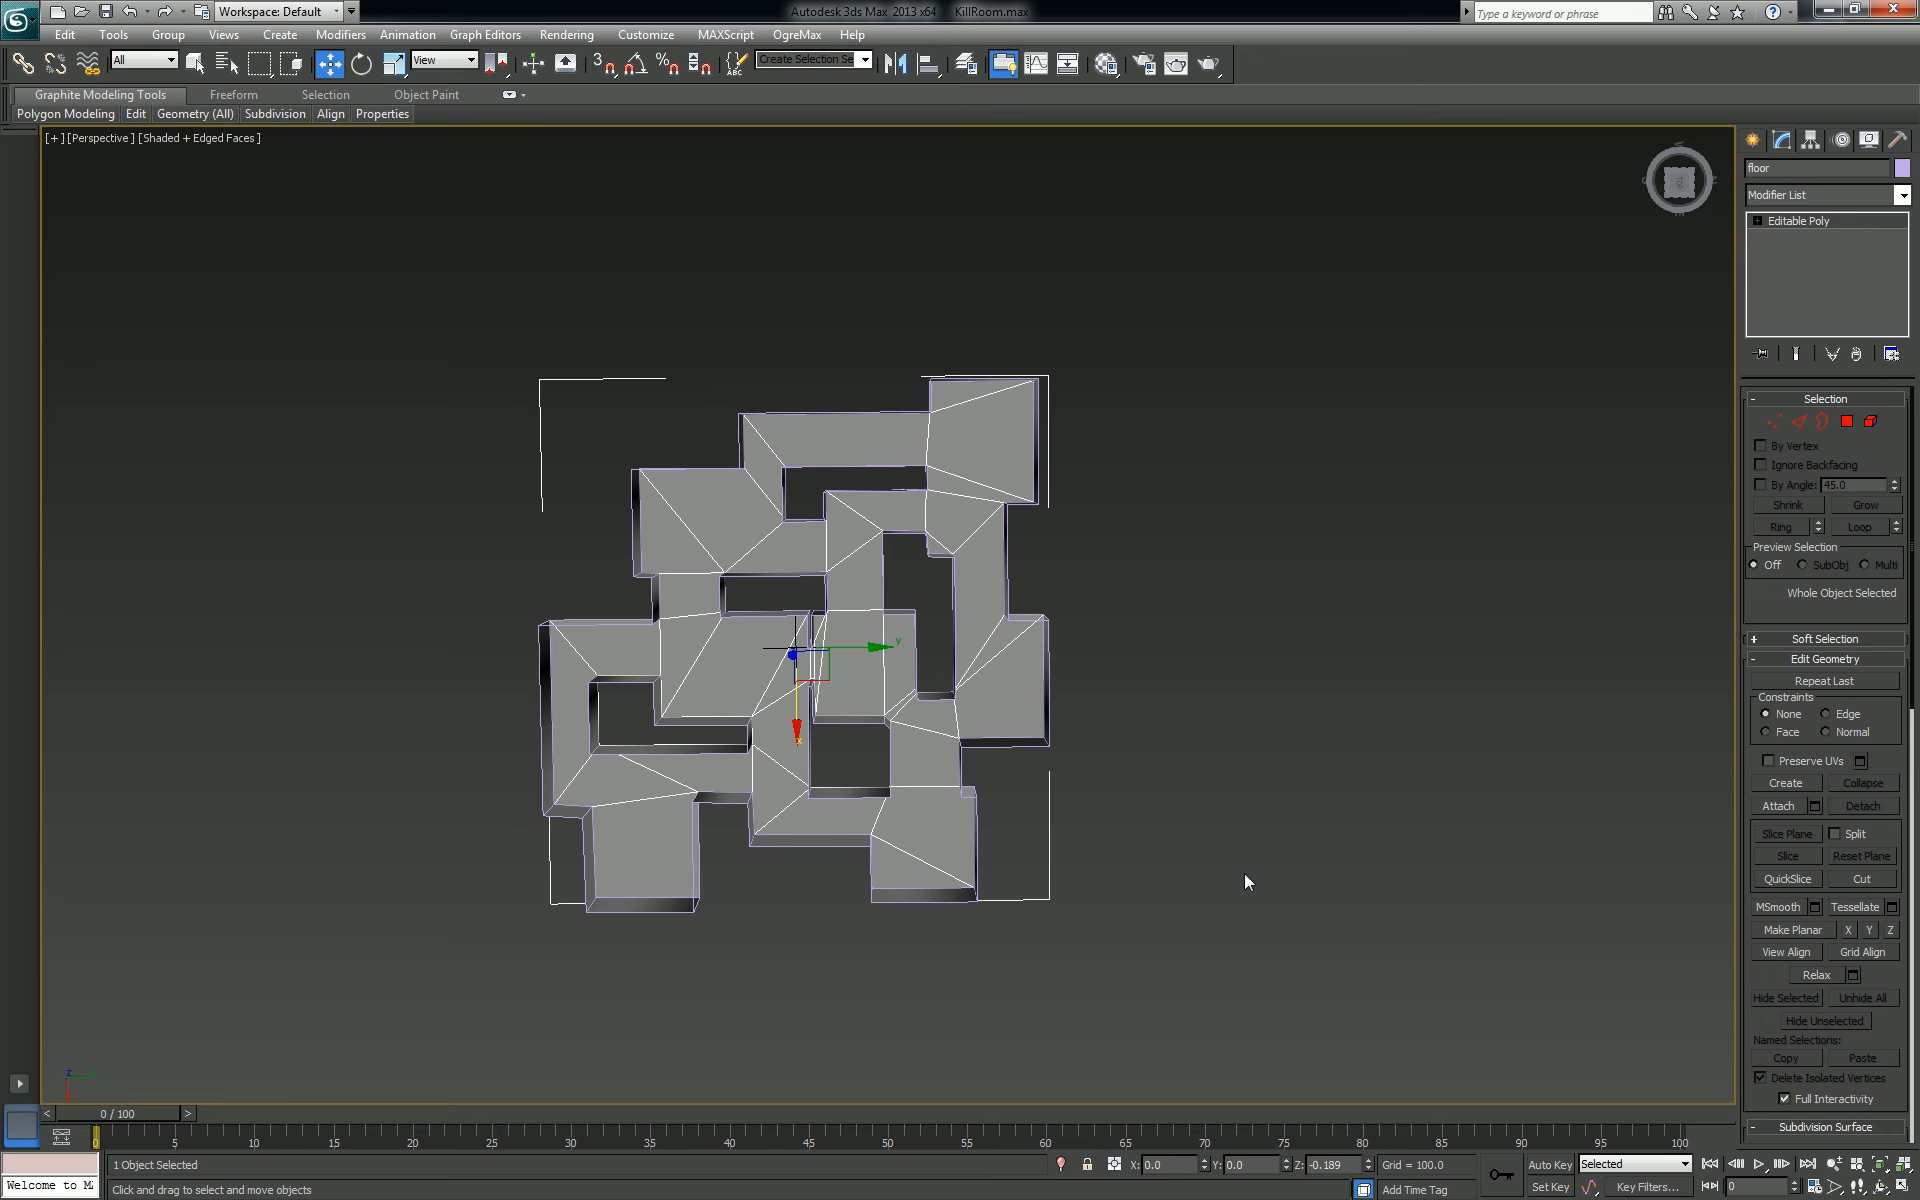 Workspace: Default
Autodesk 3ds Max 2013 x64 KillRoom.max
Type a keyword or phrase
Edit Tools Group Views Create Modifiers Animation Graph Editors Rendering Customize MAXScript OgreMax Help
All
View
3
ABC
Create Selection Se
Graphite Modeling Tools Freeform Selection Object Paint
Polygon Modeling Edit Geometry (All) Subdivision Align Properties
[+] [Perspective] [Shaded + Edged Faces]
TOP
floor
Modifier List
Editable Poly
- Selection
By Vertex
Ignore Backfacing
By Angle: 45.0
Shrink Grow
Ring Loop
Preview Selection
Off SubObj Multi
Whole Object Selected
+ Soft Selection
- Edit Geometry
Repeat Last
Constraints
None Edge
Face Normal
Preserve UVs
Create Collapse
Attach Detach
Slice Plane Split
Slice Reset Plane
QuickSlice Cut
MSmooth Tessellate
Make Planar X Y Z
View Align Grid Align
Relax
Hide Selected Unhide All
Hide Unselected
Named Selections:
Copy Paste
Delete Isolated Vertices
Full Interactivity
- Subdivision Surface
y
x
z
< 0 / 100 >
0 5 10 15 20 25 30 35 40 45 50 55 60 65 70 75 80 85 90 95 100
1 Object Selected
X: 0.0 Y: 0.0 Z: -0.189 Grid = 100.0
Auto Key Selected
Welcome to M
Click and drag to select and move objects
Add Time Tag
Set Key Key Filters...
0